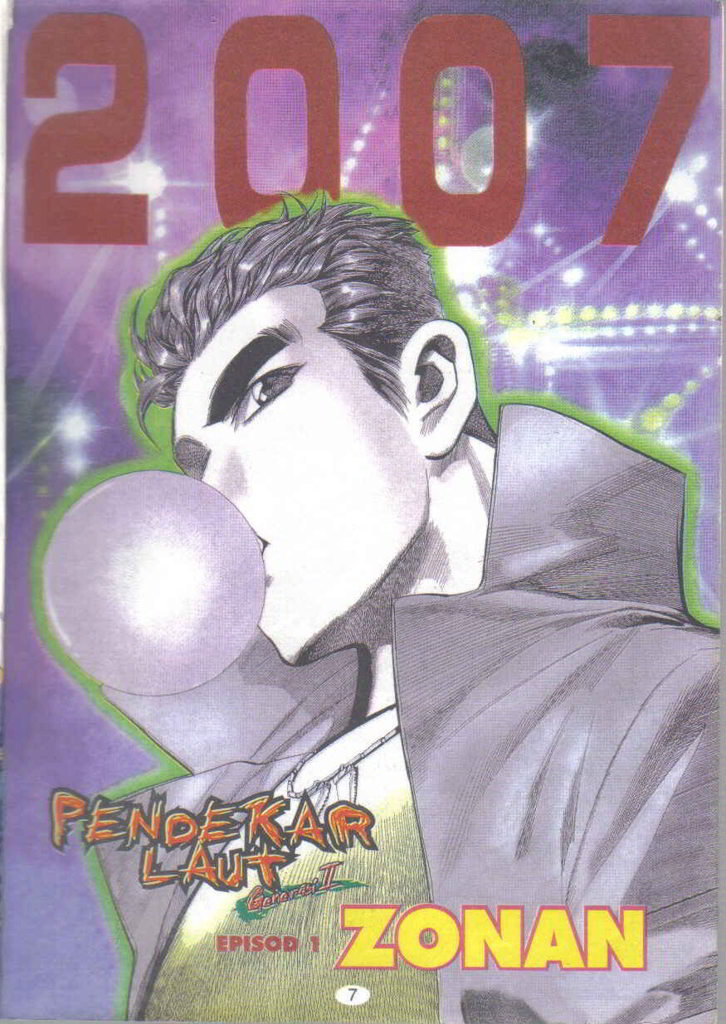 2007
PENDEKAR
LAUT
Generasi II
EPISOD 1 ZONAN
7